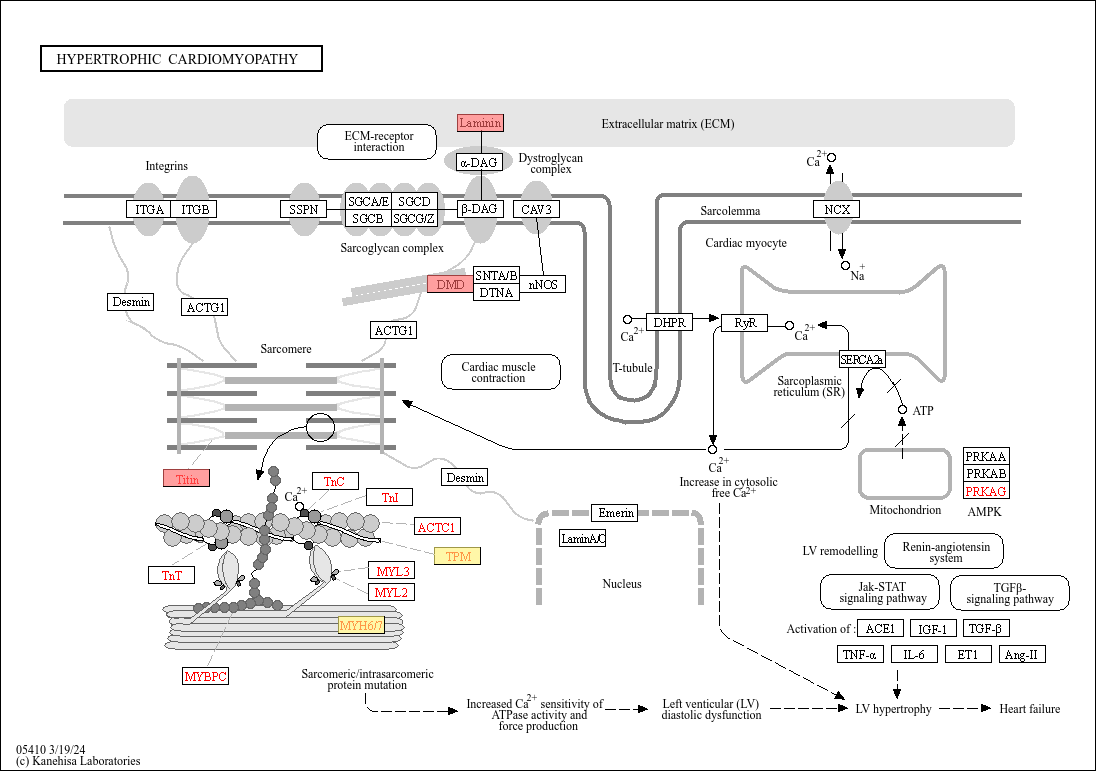 HYPERTROPHIC CARDIOMYOPATHY
Laminin
Extracellular matrix (ECM)
ECM-receptor
interaction
α-DAG
Dystroglycan
complex
Integrins
Ca2+
ITGA
ITGB
SSPN
SGCA/E
SGCD
SGCB
SGCG/Z
β-DAG
CAV3
Sarcolemma
NCX
Sarcoglycan complex
Cardiac myocyte
Na+
DMD
SNTA/B
DTNA
nNOS
Desmin
ACTG1
ACTG1
Ca2+
DHPR
RyR
Ca2+
Sarcomere
SERCA2a
Cardiac muscle
contraction
T-tubule
Sarcoplasmic
reticulum (SR)
ATP
Titin
Desmin
Ca2+
Increase in cytosolic
free Ca2+
PRKAA
PRKAB
PRKAG
AMPK
Mitochondrion
TnC
Ca2+
TnI
ACTC1
TPM
Emerin
LaminA/C
Nucleus
TnT
MYL3
MYL2
MYH6/7
MYBPC
LV remodelling
Renin-angiotensin
system
Jak-STAT
signaling pathway
TGFβ-
signaling pathway
Activation of :
ACE1
IGF-1
TGF-β
TNF-α
IL-6
ET1
Ang-II
Sarcomeric/intrasarcomeric
protein mutation
Increased Ca2+ sensitivity of
ATPase activity and
force production
Left venticular (LV)
diastolic dysfunction
LV hypertrophy
Heart failure
05410 3/19/24
(c) Kanehisa Laboratories